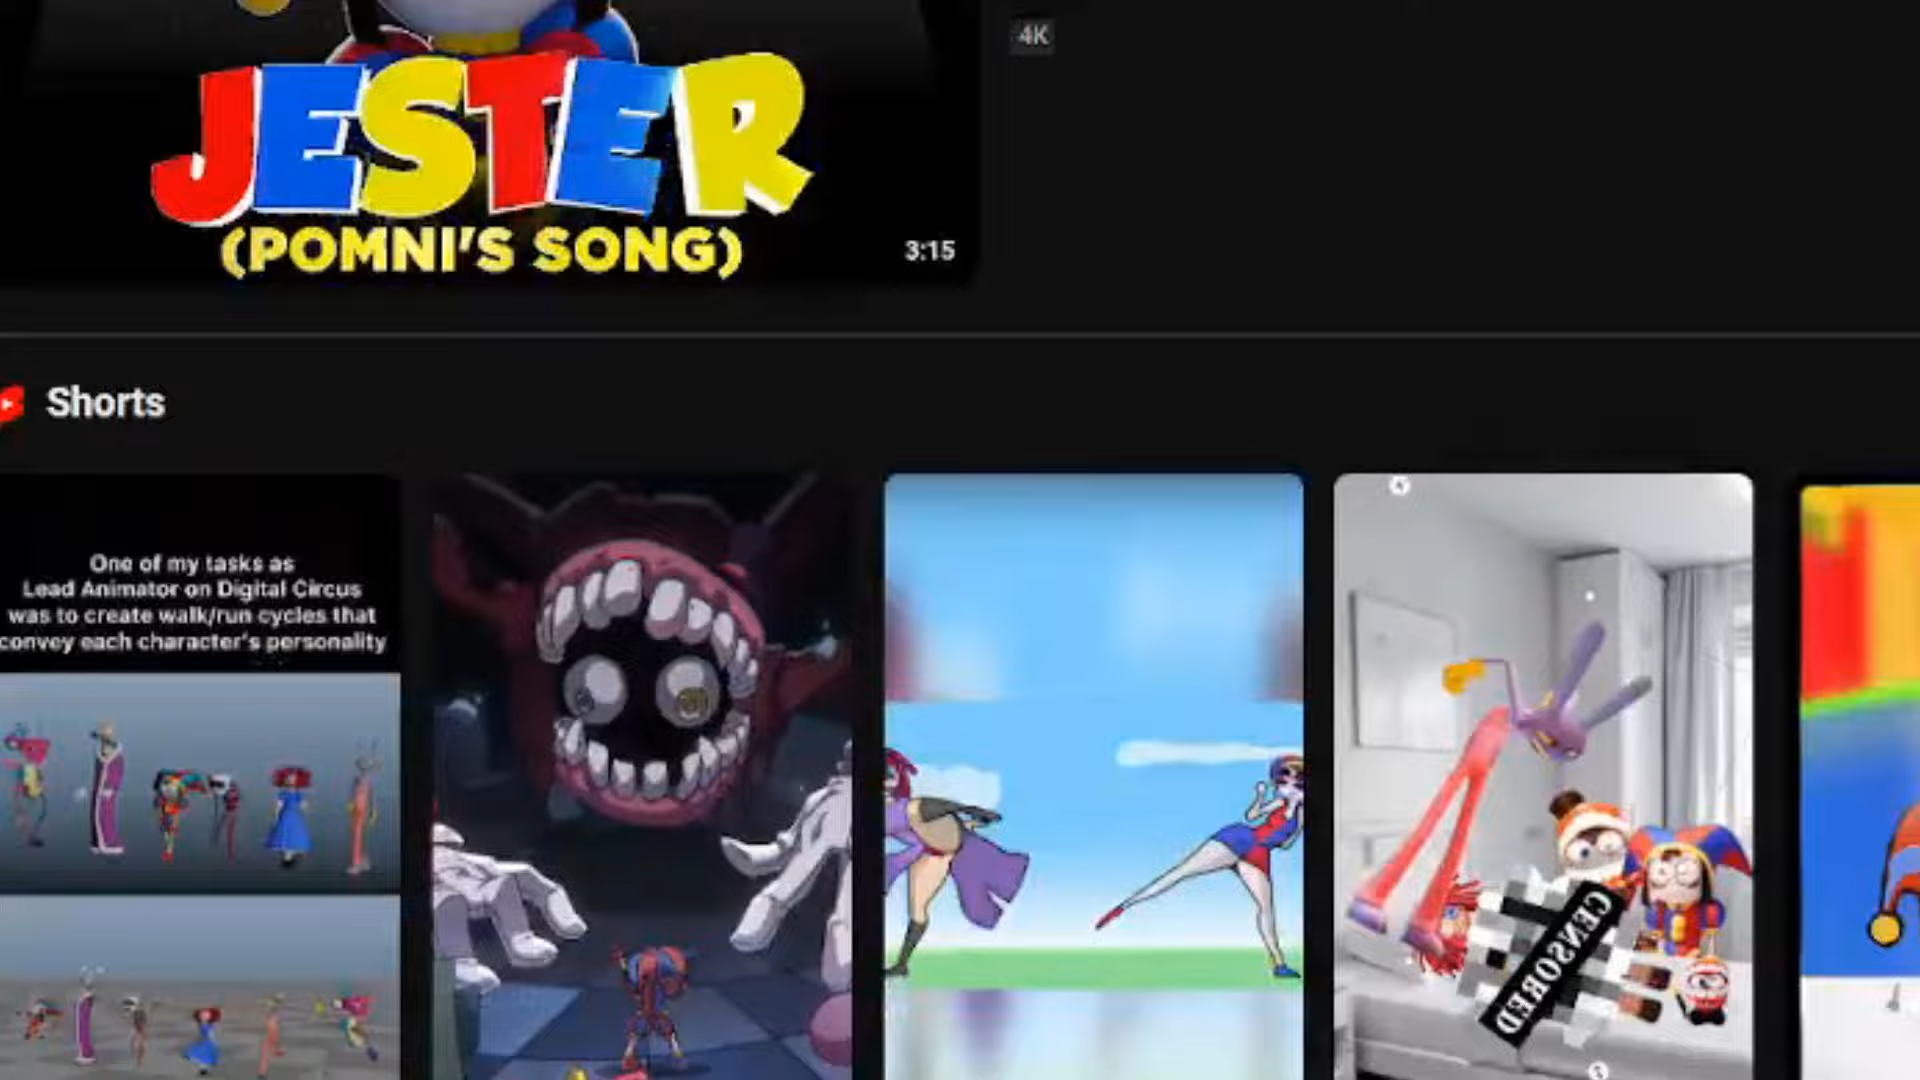 4K
JESTER
(POMNI'S SONG)
3:15
Shorts
One of my tasks as
Lead Animator on Digital Circus
was to create walk/run cycles that
convey each character's personality
CENSORED